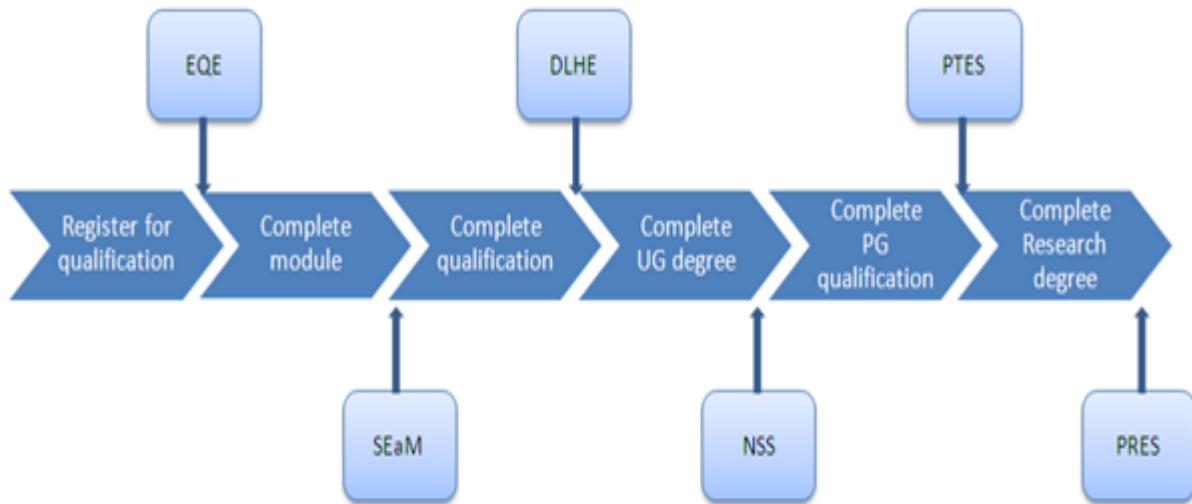 EQE
DLHE
PTES
Register for
qualification
Complete
module
Complete
qualification
Complete
UG degree
Complete
PG
qualification
Complete
Research
degree
SEaM
NSS
PRES